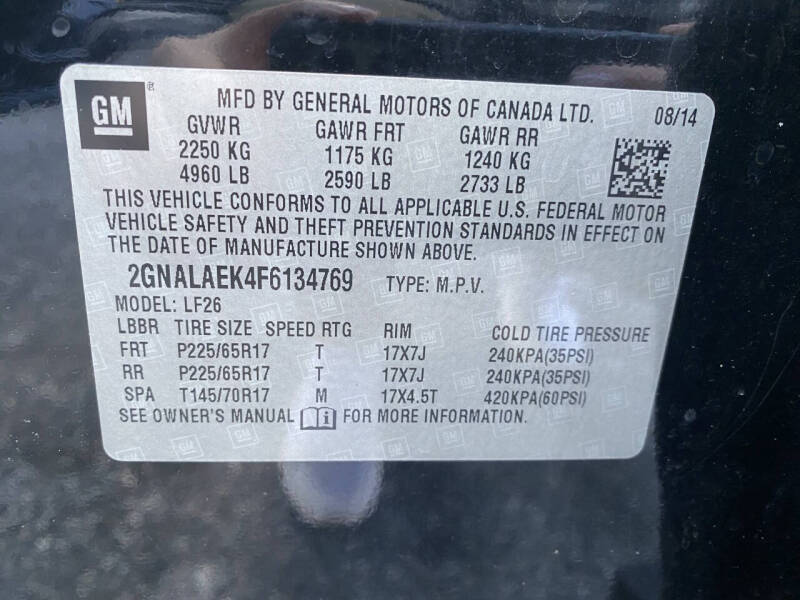 GM MFD BY GENERAL MOTORS OF CANADA LTD. 08/14
GVWR GAWR FRT GAWR RR
2250 KG 1175 KG 1240 KG
4960 LB 2590 LB 2733 LB
THIS VEHICLE CONFORMS TO ALL APPLICABLE U.S. FEDERAL MOTOR
VEHICLE SAFETY AND THEFT PREVENTION STANDARDS IN EFFECT ON
THE DATE OF MANUFACTURE SHOWN ABOVE.
2GNALAEK4F6134769 TYPE: M.P.V.
MODEL: LF26
LBBR TIRE SIZE SPEED RTG RIM COLD TIRE PRESSURE
FRT P225/65R17 T 17X7J 240KPA(35PSI)
RR P225/65R17 T 17X7J 240KPA(35PSI)
SPA T145/70R17 M 17X4.5T 420KPA(60PSI)
SEE OWNER'S MANUAL i FOR MORE INFORMATION.